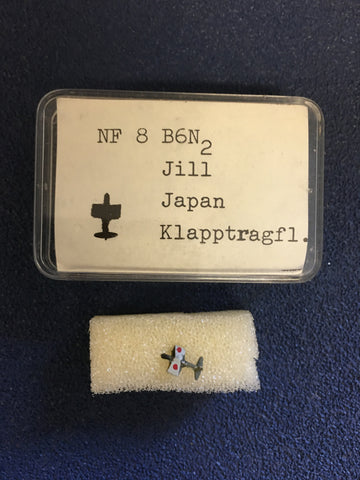 NF 8 B6N2
Jill
Japan
Klapptragfl.